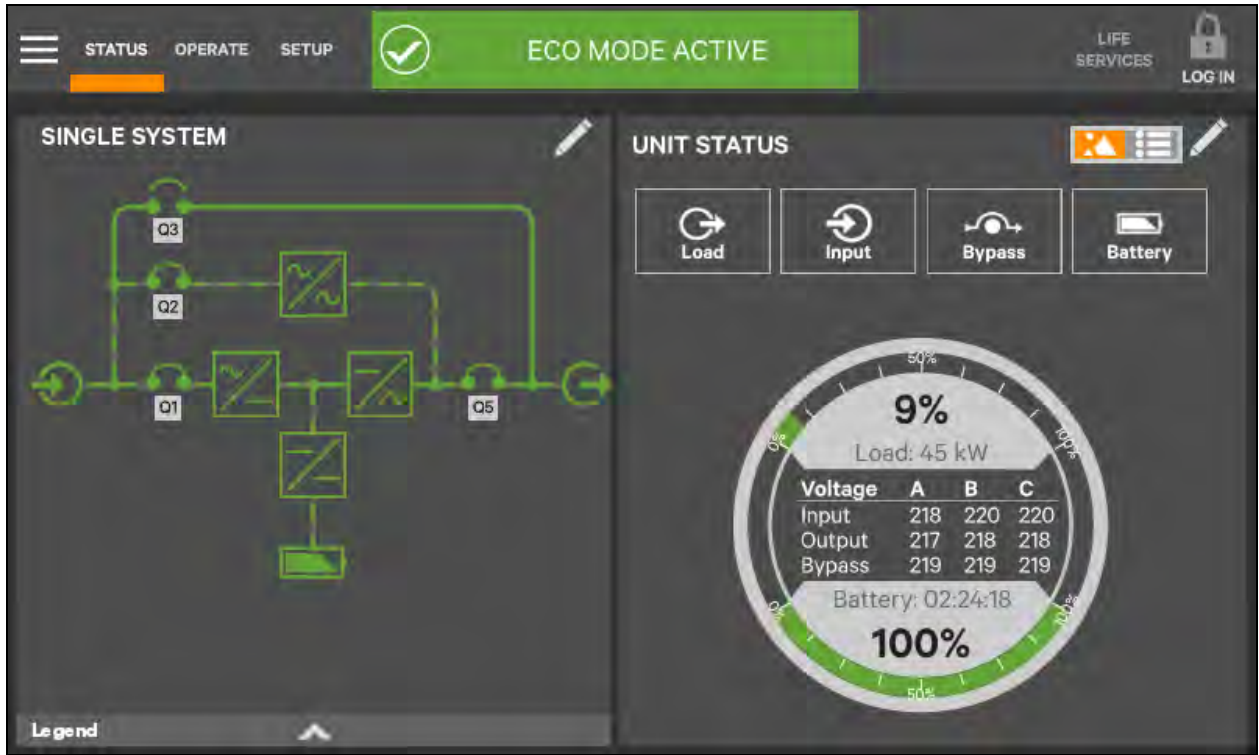 STATUS OPERATE SETUP ECO MODE ACTIVE LIFE
SERVICES
LOG IN
SINGLE SYSTEM
Q3
Q2
Q1
Q5
Legend
UNIT STATUS
Load Input Bypass Battery
50%
0%
100%
9%
Load: 45 kW
Voltage A B C
Input 218 220 220
Output 217 218 218
Bypass 219 219 219
Battery: 02:24:18
0%
100%
100%
50%